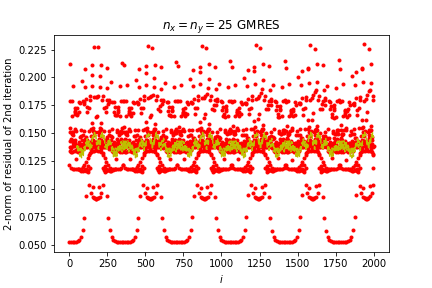 $n_x = n_y = 25$ GMRES
2-norm of residual of 2nd iteration
0.225
0.200
0.175
0.150
0.125
0.100
0.075
0.050
0 250 500 750 1000 1250 1500 1750 2000
i